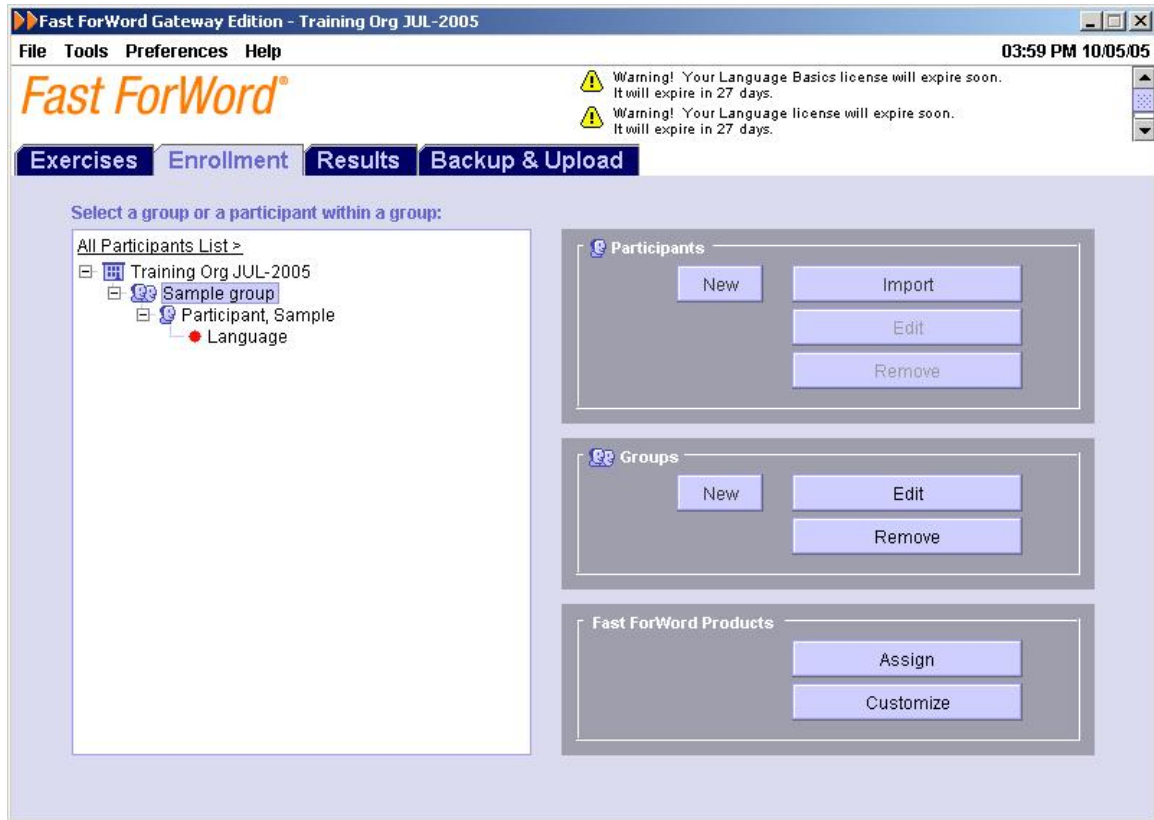 Fast ForWord Gateway Edition - Training Org JUL-2005
File Tools Preferences Help 03:59 PM 10/05/05
Fast ForWord®
Warning! Your Language Basics license will expire soon.
It will expire in 27 days.
Warning! Your Language license will expire soon.
It will expire in 27 days.
Exercises Enrollment Results Backup & Upload
Select a group or a participant within a group:
All Participants List >
Training Org JUL-2005
Sample group
Participant, Sample
Language
Participants
New Import
Edit
Remove
Groups
New Edit
Remove
Fast ForWord Products
Assign
Customize